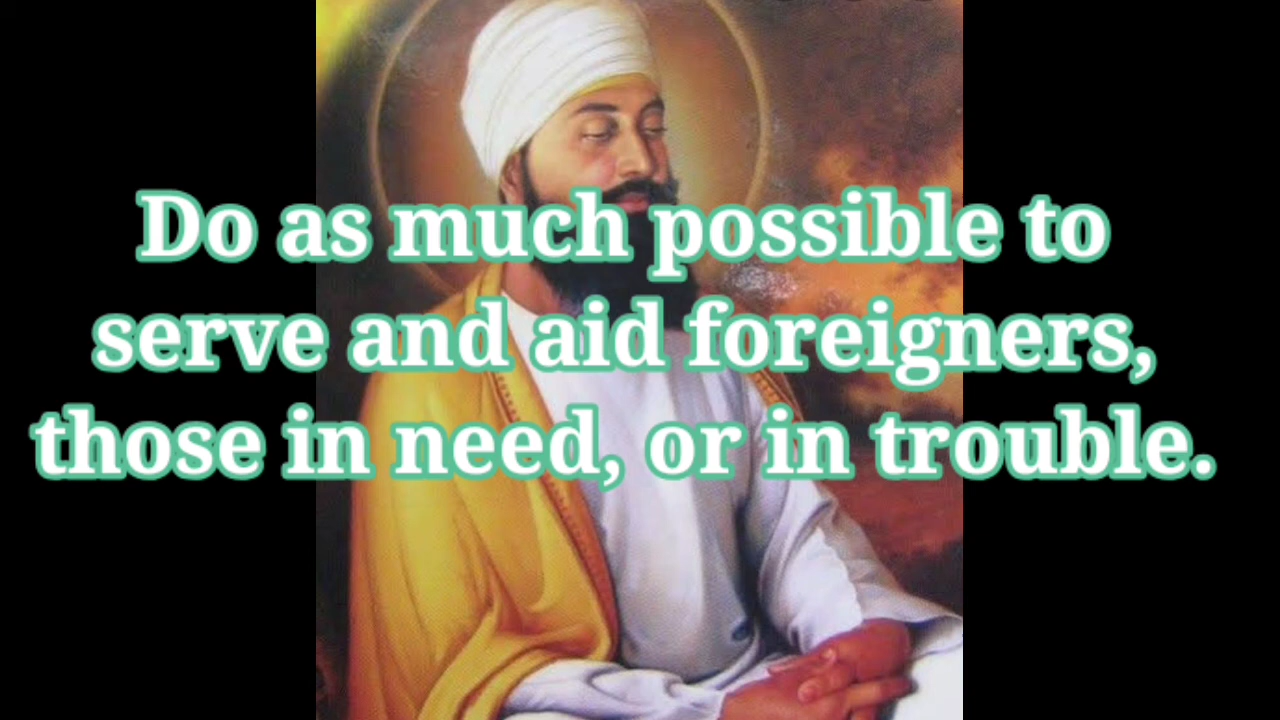 Do as much possible to
serve and aid foreigners,
those in need, or in trouble.